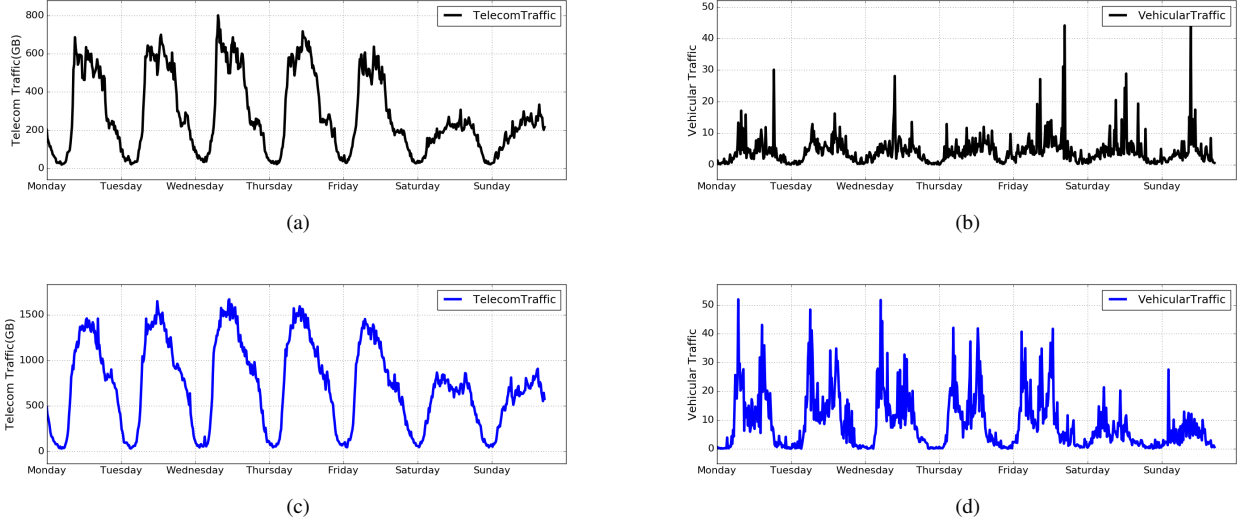 TelecomTraffic
Telecom Traffic(GB)
800
600
400
200
0
Monday Tuesday Wednesday Thursday Friday Saturday Sunday
(a)
VehicularTraffic
Vehicular Traffic
50
40
30
20
10
0
Monday Tuesday Wednesday Thursday Friday Saturday Sunday
(b)
TelecomTraffic
Telecom Traffic(GB)
1500
1000
500
0
Monday Tuesday Wednesday Thursday Friday Saturday Sunday
(c)
VehicularTraffic
Vehicular Traffic
50
40
30
20
10
0
Monday Tuesday Wednesday Thursday Friday Saturday Sunday
(d)